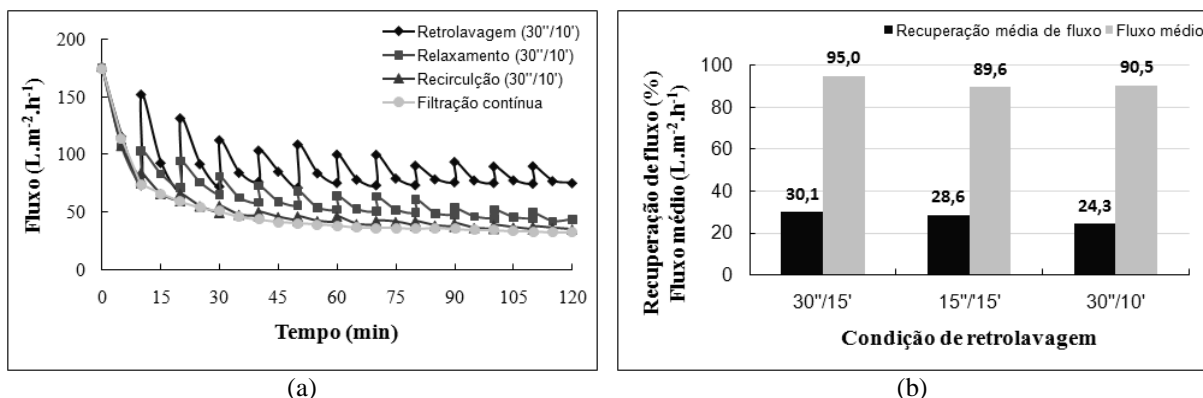 200
150
100
50
0
Fluxo (L.m-2.h-1)
Retrolavagem (30"/10')
Relaxamento (30"/10')
Recirculção (30"/10')
Filtração contínua
0 15 30 45 60 75 90 105 120
Tempo (min)
(a)
Recuperação média de fluxo Fluxo médio
Recuperação de fluxo (%)
Fluxo médio (L.m-2.h-1)
100
80
60
40
20
0
95,0
89,6
90,5
30,1
28,6
24,3
30"/15' 15"/15' 30"/10'
Condição de retrolavagem
(b)